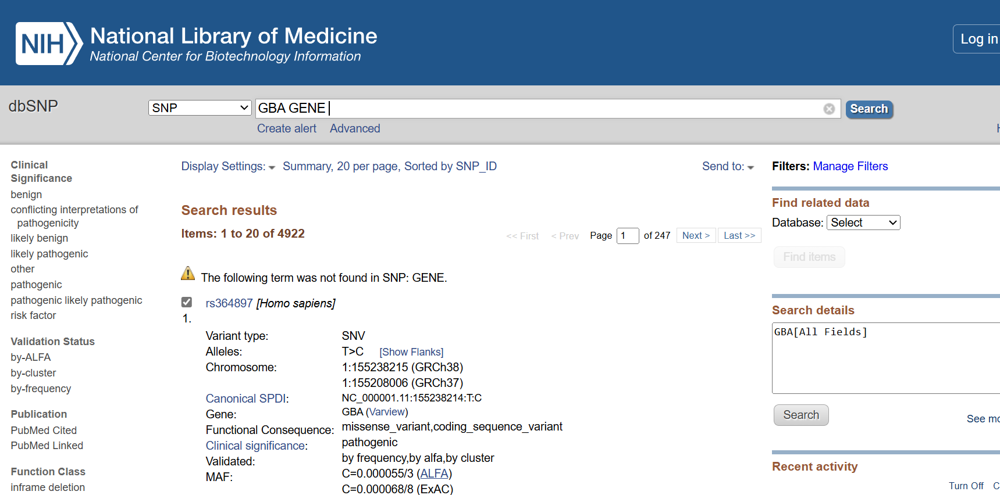 NIH
National Library of Medicine
National Center for Biotechnology Information
Log in
dbSNP
SNP
GBA GENE
Search
Create alert
Advanced
Clinical
Significance
benign
conflicting interpretations of
pathogenicity
likely benign
likely pathogenic
other
pathogenic
pathogenic likely pathogenic
risk factor
Validation Status
by-ALFA
by-cluster
by-frequency
Publication
PubMed Cited
PubMed Linked
Function Class
inframe deletion
Display Settings: Summary, 20 per page, Sorted by SNP_ID
Send to:
Search results
Items: 1 to 20 of 4922
<< First < Prev Page 1 of 247 Next > Last >>
The following term was not found in SNP: GENE.
rs364897 [Homo sapiens]
1.
Variant type: SNV
Alleles: T>C [Show Flanks]
Chromosome: 1:155238215 (GRCh38)
1:155208006 (GRCh37)
Canonical SPDI: NC_000001.11:155238214:T:C
Gene: GBA (Varview)
Functional Consequence: missense_variant,coding_sequence_variant
Clinical significance: pathogenic
Validated: by frequency,by alfa,by cluster
MAF: C=0.000055/3 (ALFA)
C=0.000068/8 (ExAC)
Filters: Manage Filters
Find related data
Database: Select
Find items
Search details
GBA[All Fields]
Search
See
Recent activity
Turn Off